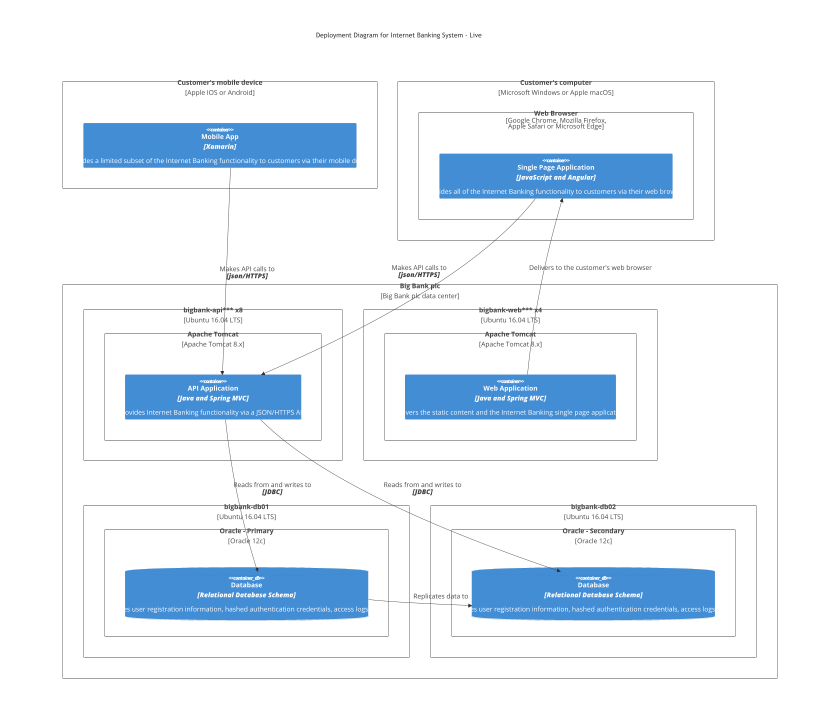 Deployment Diagram for Internet Banking System - Live
Customer's mobile device
[Apple IOS or Android]
<<container>>
Mobile App
[Xamarin]
des a limited subset of the Internet Banking functionality to customers via their mobile de
Customer's computer
[Microsoft Windows or Apple macOS]
Web Browser
[Google Chrome, Mozilla Firefox,
Apple Safari or Microsoft Edge]
<<container>>
Single Page Application
[JavaScript and Angular]
ides all of the Internet Banking functionality to customers via their web brow
Makes API calls to
[json/HTTPS]
Makes API calls to
[json/HTTPS]
Delivers to the customer's web browser
Big Bank plc
[Big Bank plc data center]
bigbank-api*** x8
[Ubuntu 16.04 LTS]
Apache Tomcat
[Apache Tomcat 8.x]
<<container>>
API Application
[Java and Spring MVC]
ovides Internet Banking functionality via a JSON/HTTPS A
bigbank-web*** x4
[Ubuntu 16.04 LTS]
Apache Tomcat
[Apache Tomcat 8.x]
<<container>>
Web Application
[Java and Spring MVC]
vers the static content and the Internet Banking single page applicat
Reads from and writes to
[JDBC]
Reads from and writes to
[JDBC]
bigbank-db01
[Ubuntu 16.04 LTS]
Oracle - Primary
[Oracle 12c]
<<container_db>>
Database
[Relational Database Schema]
es user registration information, hashed authentication credentials, access logs,
Replicates data to
bigbank-db02
[Ubuntu 16.04 LTS]
Oracle - Secondary
[Oracle 12c]
<<container_db>>
Database
[Relational Database Schema]
es user registration information, hashed authentication credentials, access logs,